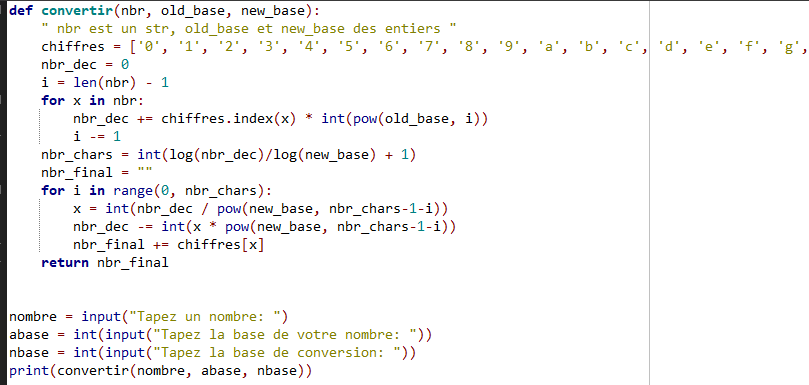 def convertir(nbr, old_base, new_base):
    " nbr est un str, old_base et new_base des entiers "
    chiffres = ['0', '1', '2', '3', '4', '5', '6', '7', '8', '9', 'a', 'b', 'c', 'd', 'e', 'f', 'g',
    nbr_dec = 0
    i = len(nbr) - 1
    for x in nbr:
        nbr_dec += chiffres.index(x) * int(pow(old_base, i))
        i -= 1
    nbr_chars = int(log(nbr_dec)/log(new_base) + 1)
    nbr_final = ""
    for i in range(0, nbr_chars):
        x = int(nbr_dec / pow(new_base, nbr_chars-1-i))
        nbr_dec -= int(x * pow(new_base, nbr_chars-1-i))
        nbr_final += chiffres[x]
    return nbr_final
nombre = input("Tapez un nombre: ")
abase = int(input("Tapez la base de votre nombre: "))
nbase = int(input("Tapez la base de conversion: "))
print(convertir(nombre, abase, nbase))